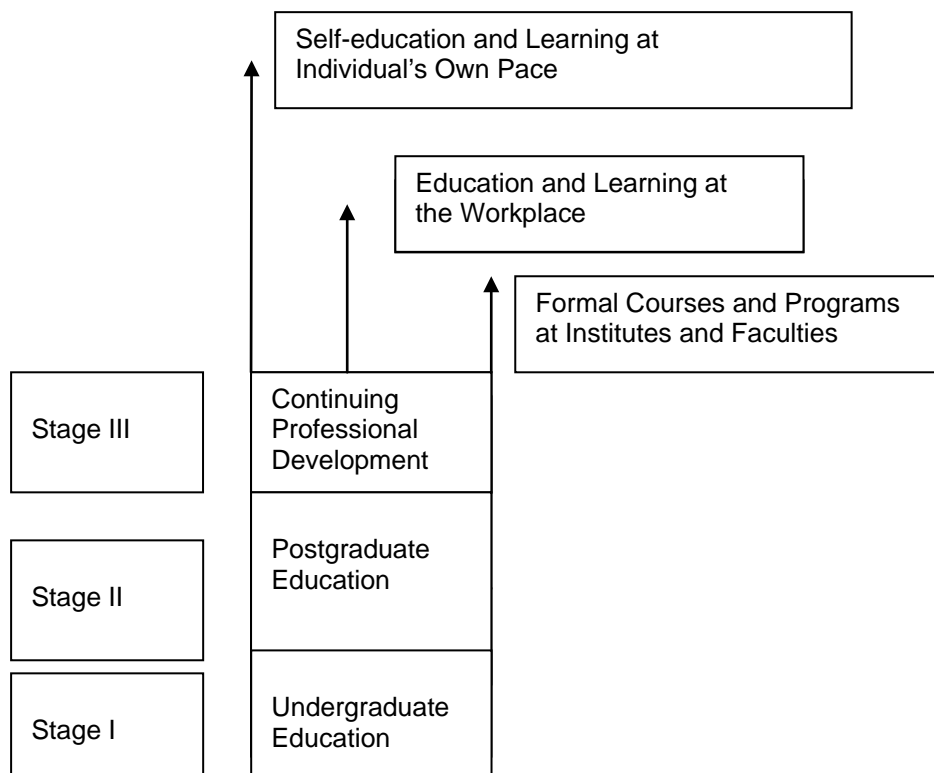 Self-education and Learning at
Individual’s Own Pace
Education and Learning at
the Workplace
Formal Courses and Programs
at Institutes and Faculties
Stage III
Continuing
Professional
Development
Stage II
Postgraduate
Education
Stage I
Undergraduate
Education